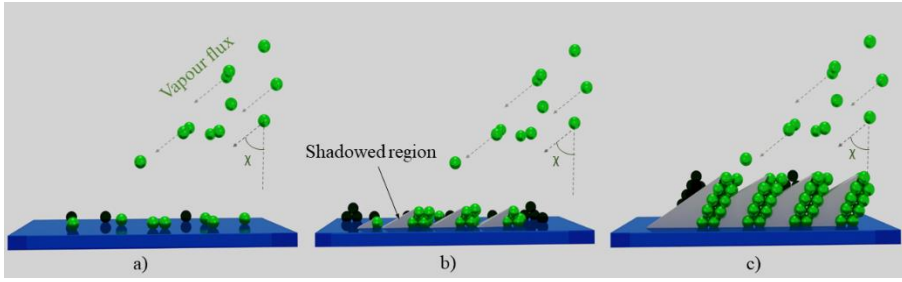 Vapour flux
χ
χ
χ
Shadowed region
a)
b)
c)